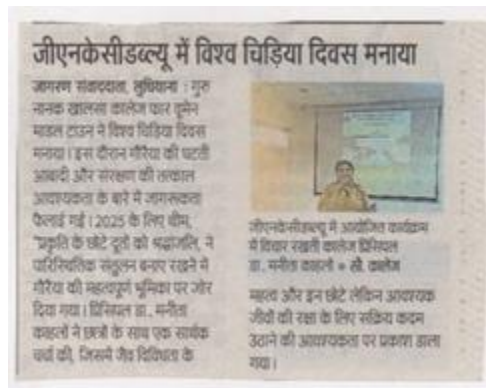 जीएनकेसीडब्ल्यू में विश्व चिड़िया दिवस मनाया
जागरण संवाददाता, लुधियाना : गुरु
नानक खालसा कालेज फार वूमेन
माडल टाउन ने विश्व चिड़िया दिवस
मनाया। इस दौरान गौरैया की घटती
आबादी और संरक्षण की तत्काल
आवश्यकता के बारे में जागरूकता
फैलाई गई। 2025 के लिए थीम,
"प्रकृति के छोटे दूतों को श्रद्धांजलि, ने
पारिस्थितिक संतुलन बनाए रखने में
गौरैया की महत्वपूर्ण भूमिका पर जोर
दिया गया। प्रिंसिपल डा. मनीता
काहलों ने छात्रों के साथ एक सार्थक
चर्चा की, जिसमें जैव विविधता के
जीएनकेसीडब्ल्यू में आयोजित कार्यक्रम
में विचार रखती कालेज प्रिंसिपल
डा. मनीता काहलों • सौ. कालेज
महत्व और इन छोटे लेकिन आवश्यक
जीवों की रक्षा के लिए सक्रिय कदम
उठाने की आवश्यकता पर प्रकाश डाला
गया।